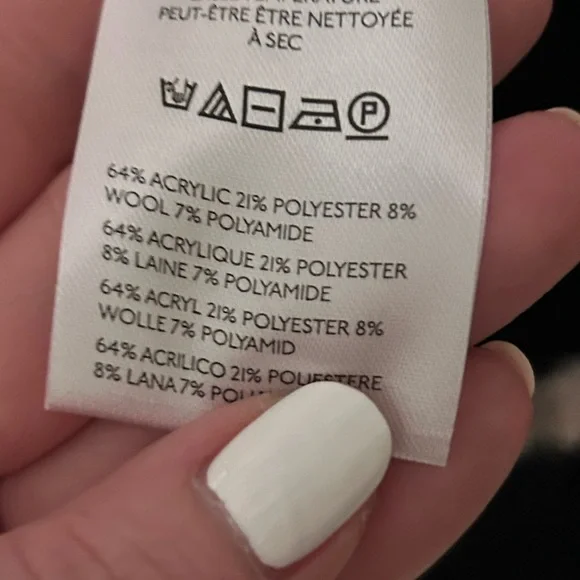 PEUT-ÊTRE ÊTRE NETTOYÉE
À SEC
P
64% ACRYLIC 21% POLYESTER 8%
WOOL 7% POLYAMIDE
64% ACRYLIQUE 21% POLYESTER
8% LAINE 7% POLYAMIDE
64% ACRYL 21% POLYESTER 8%
WOLLE 7% POLYAMID
64% ACRILICO 21% POLIESTERE
8% LANA 7%